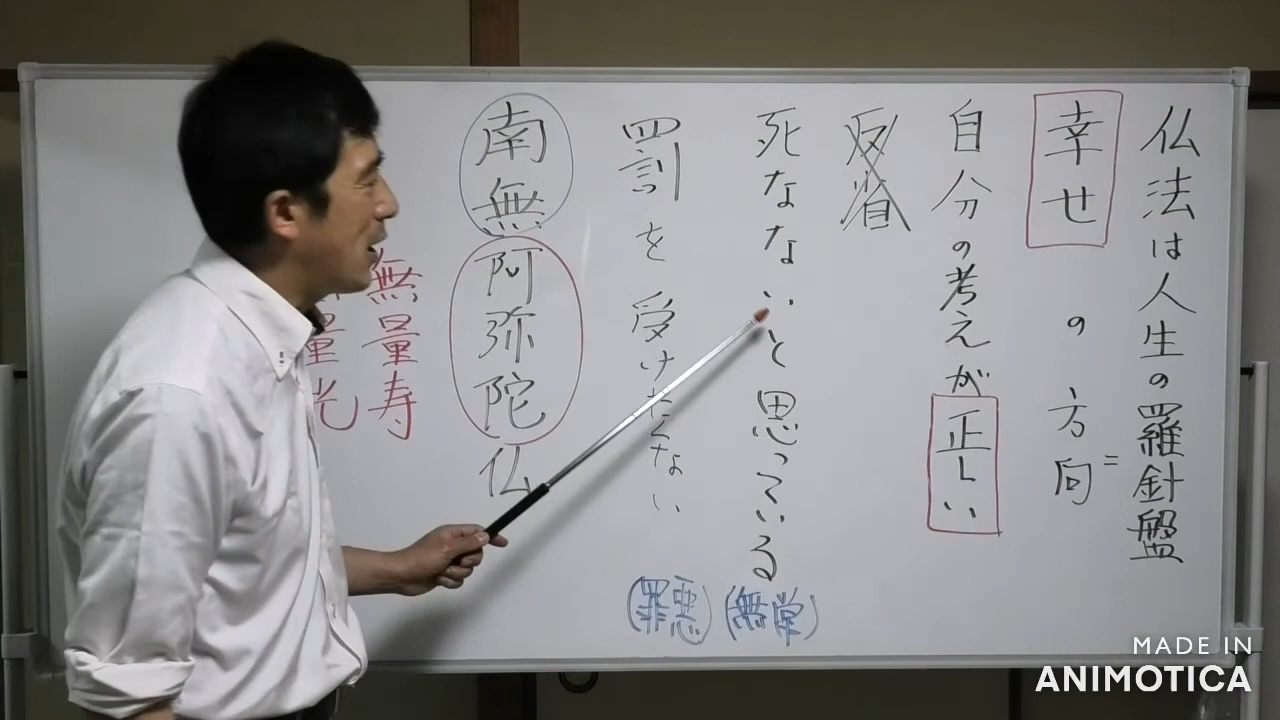 仏法は人生の羅針盤
=
幸せの方向
自分の考えが正しい
反省
死なないと思っている
(無常)
罰を受けたくない
(罪悪)
南無阿弥陀仏
無量寿
量光
MADE IN
ANIMOTICA